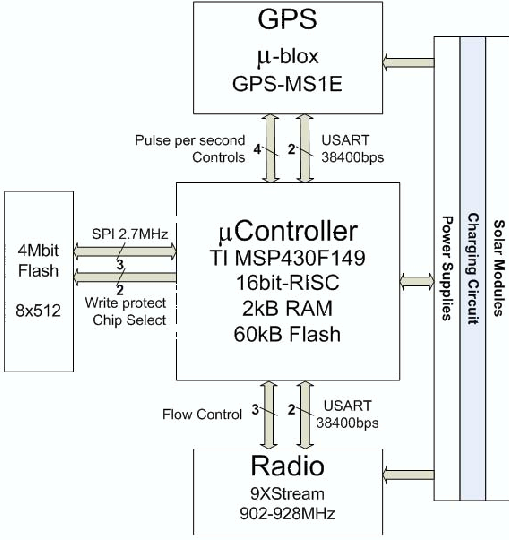 GPS
µ-blox
GPS-MS1E
Pulse per second
Controls
4
2
USART
38400bps
4Mbit
Flash
8x512
SPI 2.7MHz
3
2
Write protect
Chip Select
µController
TI MSP430F149
16bit-RISC
2kB RAM
60kB Flash
Power Supplies
Charging Circuit
Solar Modules
Flow Control
3
2
USART
38400bps
Radio
9XStream
902-928MHz